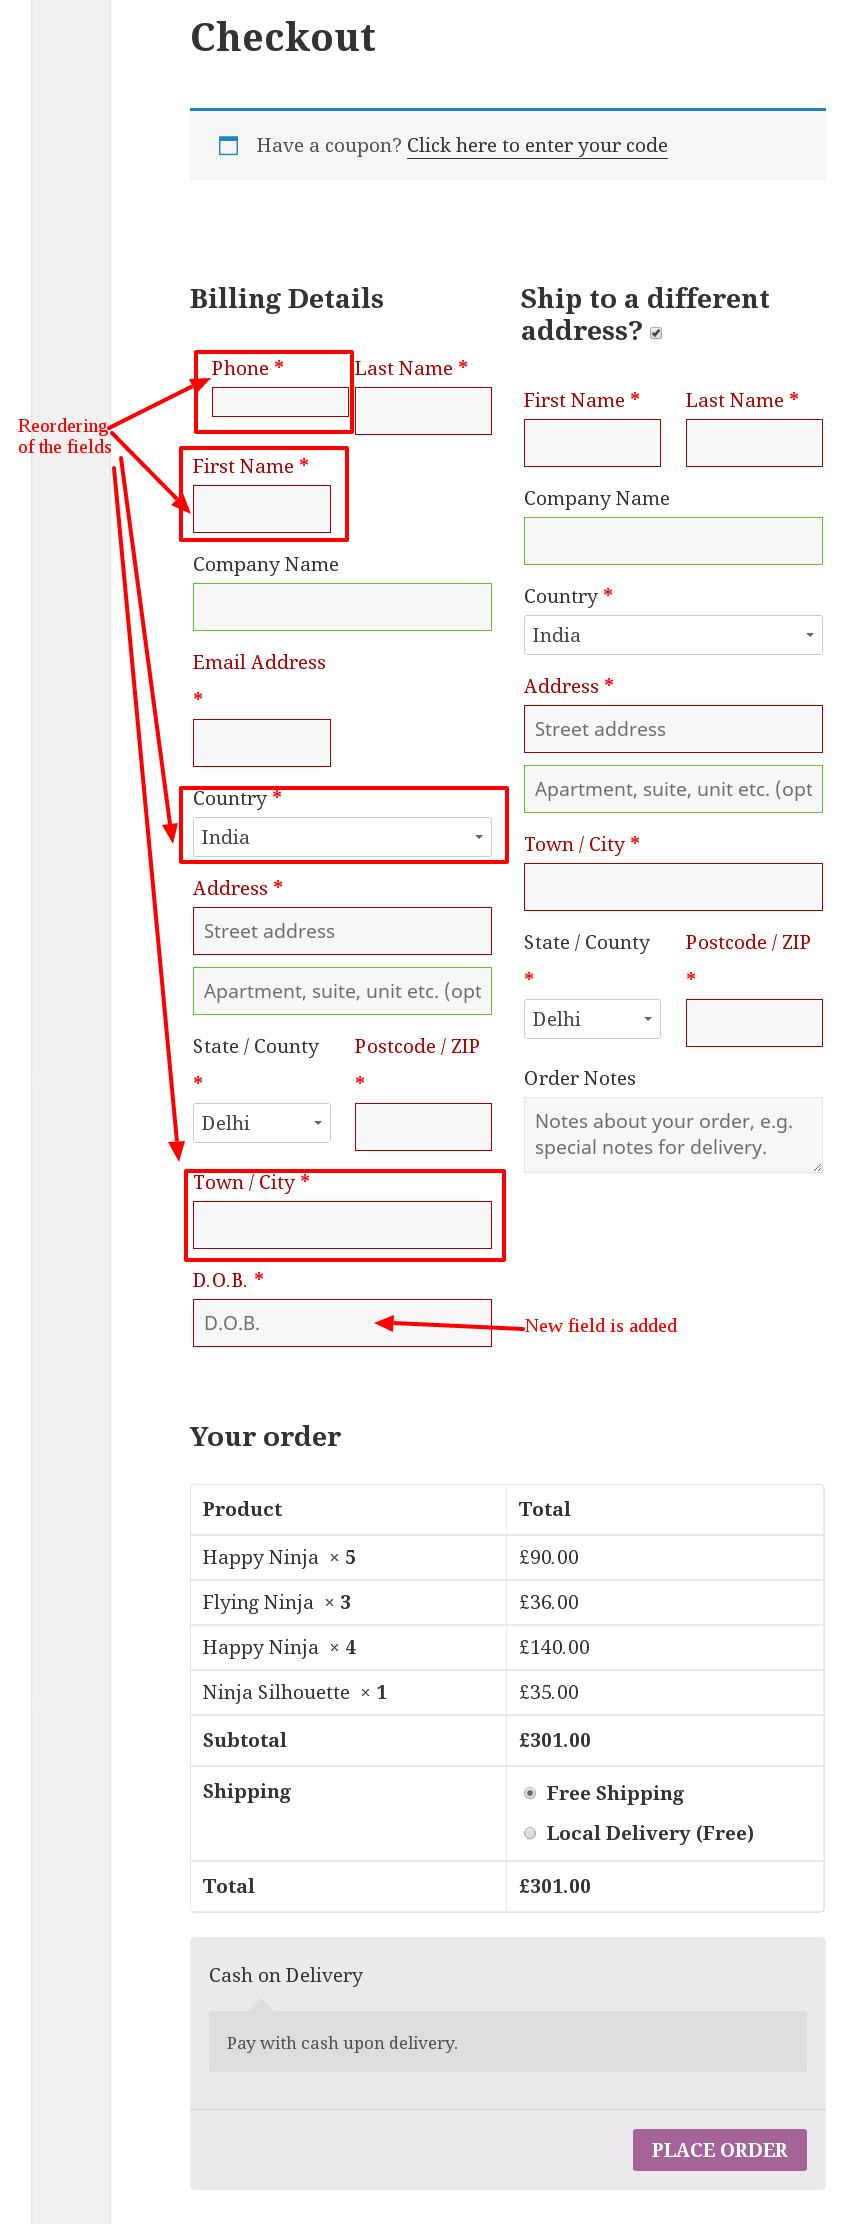 Checkout
Have a coupon? Click here to enter your code
Billing Details
Phone *
Last Name *
Reordering
of the fields
First Name *
Company Name
Email Address
*
Country *
India
Address *
Street address
Apartment, suite, unit etc. (opt
State / County
*
Delhi
Postcode / ZIP
*
Town / City *
D.O.B. *
D.O.B.
New field is added
Ship to a different
address?
First Name *
Last Name *
Company Name
Country *
India
Address *
Street address
Apartment, suite, unit etc. (opt
Town / City *
State / County
*
Delhi
Postcode / ZIP
*
Order Notes
Notes about your order, e.g.
special notes for delivery.
Your order
Product Total
Happy Ninja × 5 £90.00
Flying Ninja × 3 £36.00
Happy Ninja × 4 £140.00
Ninja Silhouette × 1 £35.00
Subtotal £301.00
Shipping Free Shipping
Local Delivery (Free)
Total £301.00
Cash on Delivery
Pay with cash upon delivery.
PLACE ORDER